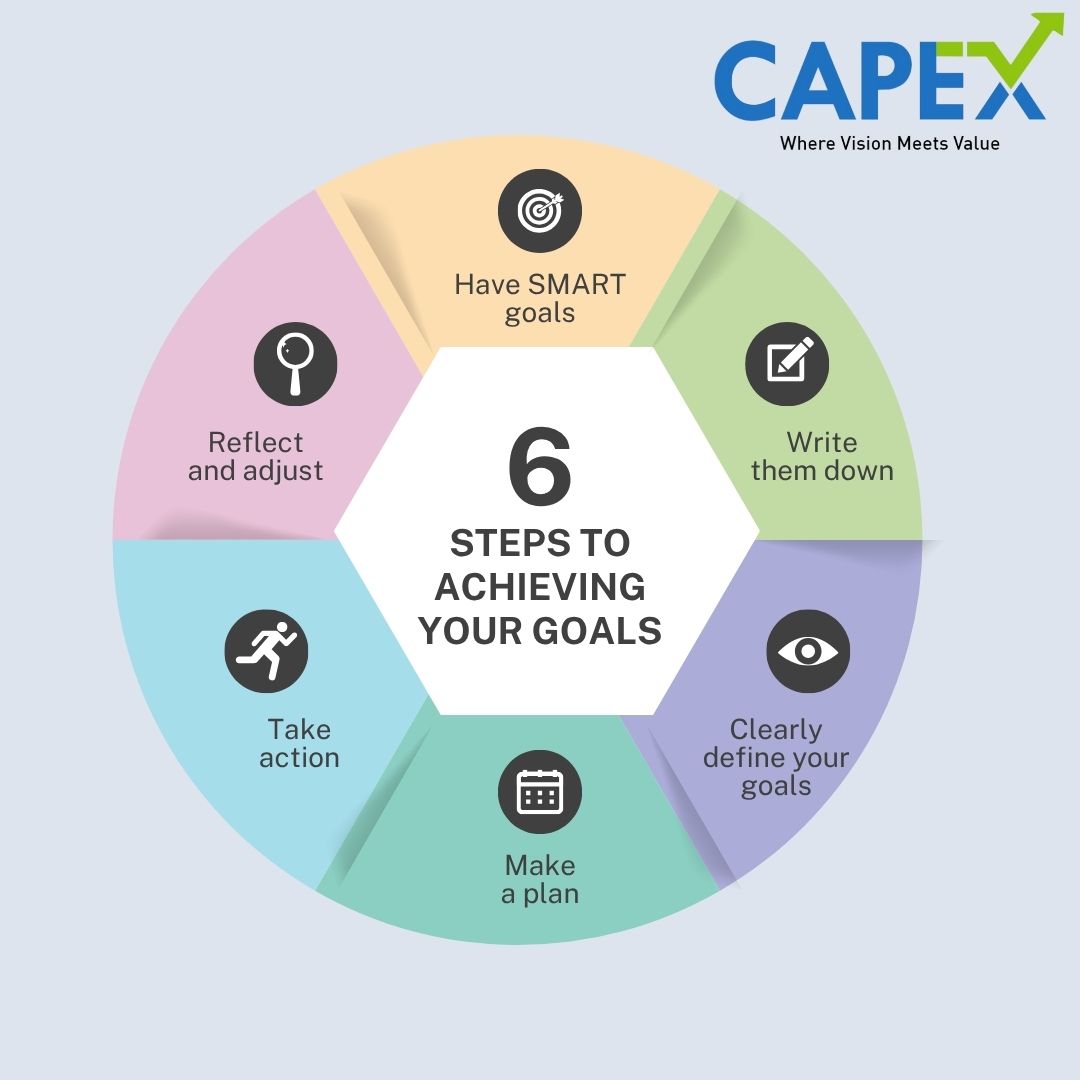 CAPEX
Where Vision Meets Value
Have SMART
goals
Write
them down
Clearly
define your
goals
Make
a plan
Take
action
Reflect
and adjust
6
STEPS TO
ACHIEVING
YOUR GOALS